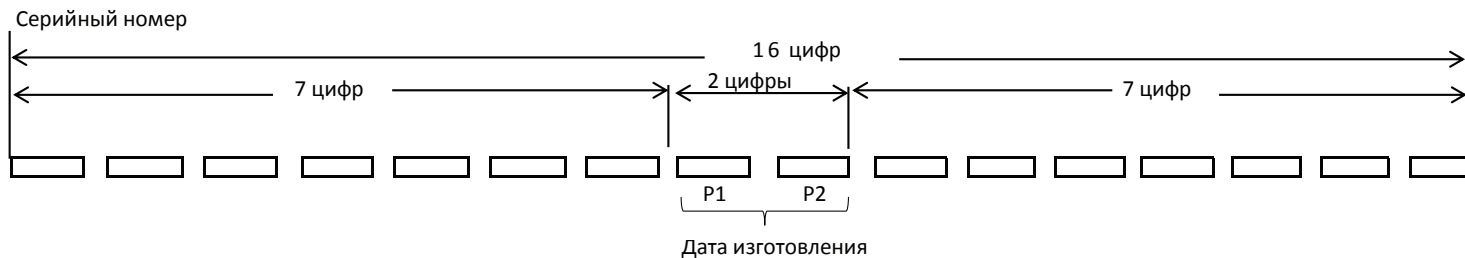 Серийный номер
16 цифр
7 цифр 2 цифры 7 цифр
P1 P2
Дата изготовления